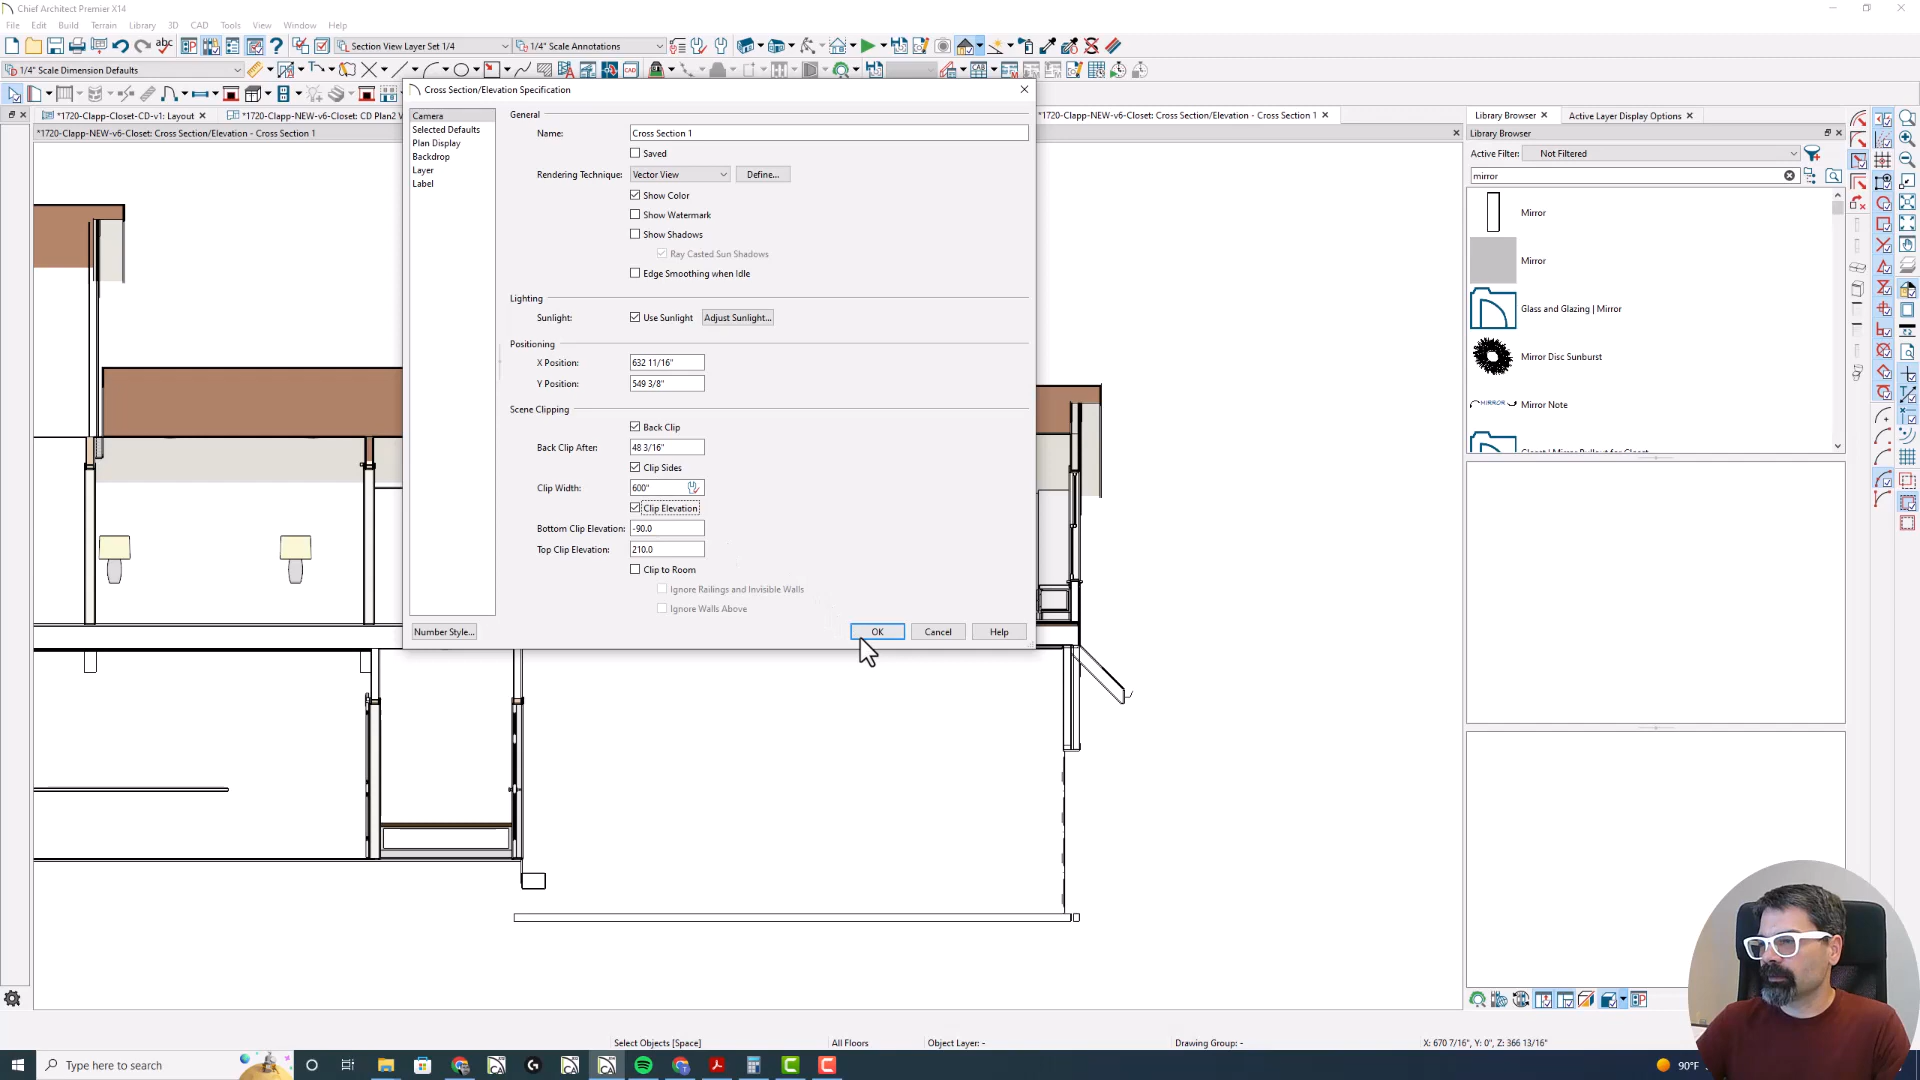 Chief Architect Premier X14
File Edit Build Terrain Library 3D CAD Tools View Window Help
Section View Layer Set 1/4
1/4" Scale Annotations
1/4" Scale Dimension Defaults
*1720-Clapp-Closet-CD-v1: Layout
*1720-Clapp-NEW-v6-Closet: CD Plan2 V
*1720-Clapp-NEW-v6-Closet: Cross Section/Elevation - Cross Section 1
*1720-Clapp-NEW-v6-Closet: Cross Section/Elevation - Cross Section 1
Cross Section/Elevation Specification
Camera
Selected Defaults
Plan Display
Backdrop
Layer
Label
General
Name: Cross Section 1
Saved
Rendering Technique: Vector View Define...
Show Color
Show Watermark
Show Shadows
Ray Casted Sun Shadows
Edge Smoothing when Idle
Lighting
Sunlight: Use Sunlight Adjust Sunlight...
Positioning
X Position: 632 11/16"
Y Position: 549 3/8"
Scene Clipping
Back Clip
Back Clip After: 48 3/16"
Clip Sides
Clip Width: 600"
Clip Elevation
Bottom Clip Elevation: -90.0
Top Clip Elevation: 210.0
Clip to Room
Ignore Railings and Invisible Walls
Ignore Walls Above
Number Style... OK Cancel Help
Library Browser Active Layer Display Options
Library Browser
Active Filter: Not Filtered
mirror
Mirror
Mirror
Glass and Glazing | Mirror
Mirror Disc Sunburst
MIRROR Mirror Note
Closet | Mirror Pullout for Closet
Select Objects [Space] All Floors Object Layer: - Drawing Group: - X: 670 7/16", Y: 0", Z: 366 13/16"
Type here to search
90°F